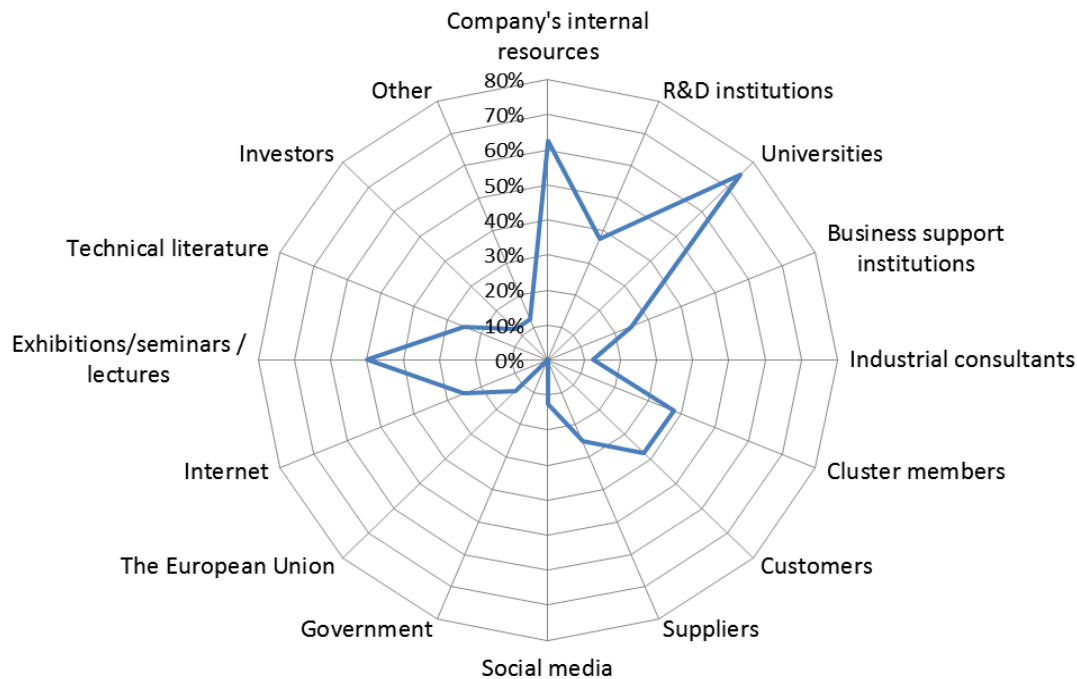 Company's internal
resources
80%
70%
60%
50%
40%
30%
20%
10%
0%
R&D institutions
Universities
Business support
institutions
Industrial consultants
Cluster members
Customers
Suppliers
Social media
Government
The European Union
Internet
Exhibitions/seminars /
lectures
Technical literature
Investors
Other